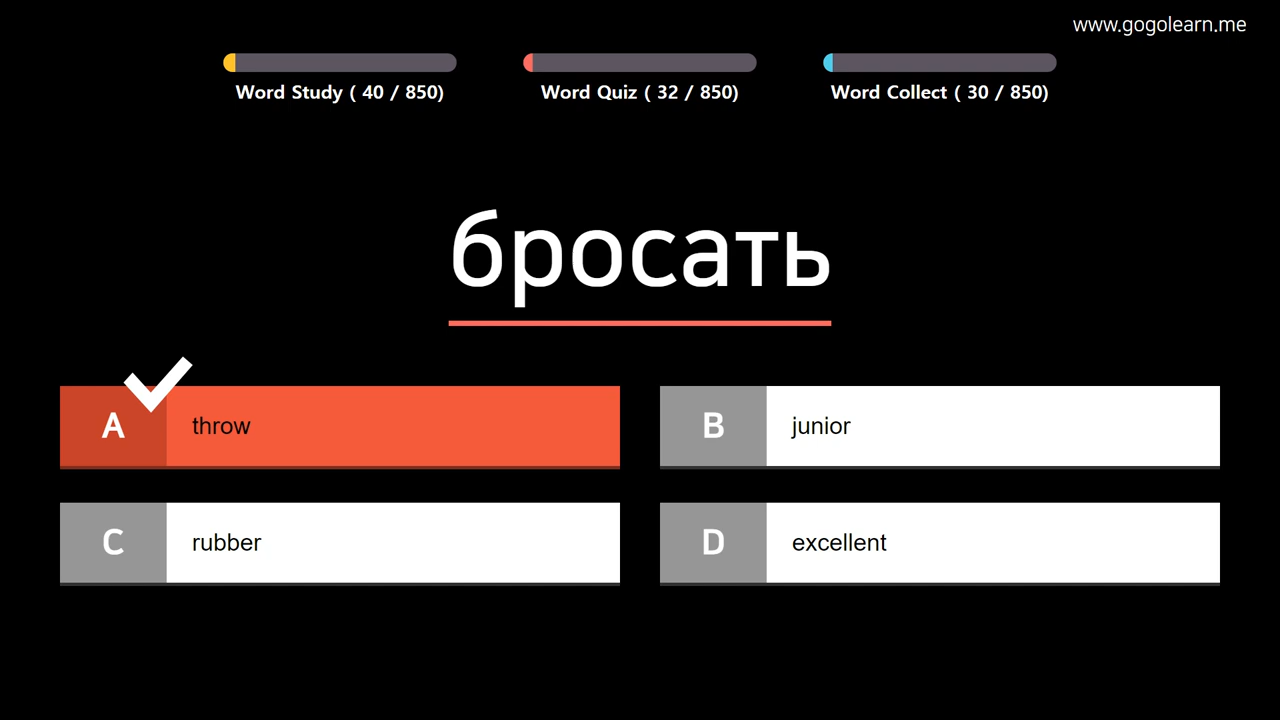 www.gogolearn.me
Word Study ( 40 / 850)
Word Quiz ( 32 / 850)
Word Collect ( 30 / 850)
бросать
A throw
B junior
C rubber
D excellent